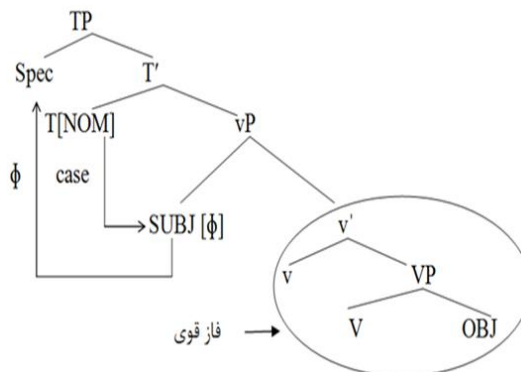 TP
Spec T′
T[NOM] vP
ϕ case
SUBJ [ϕ] v'
v VP
فاز قوی V OBJ